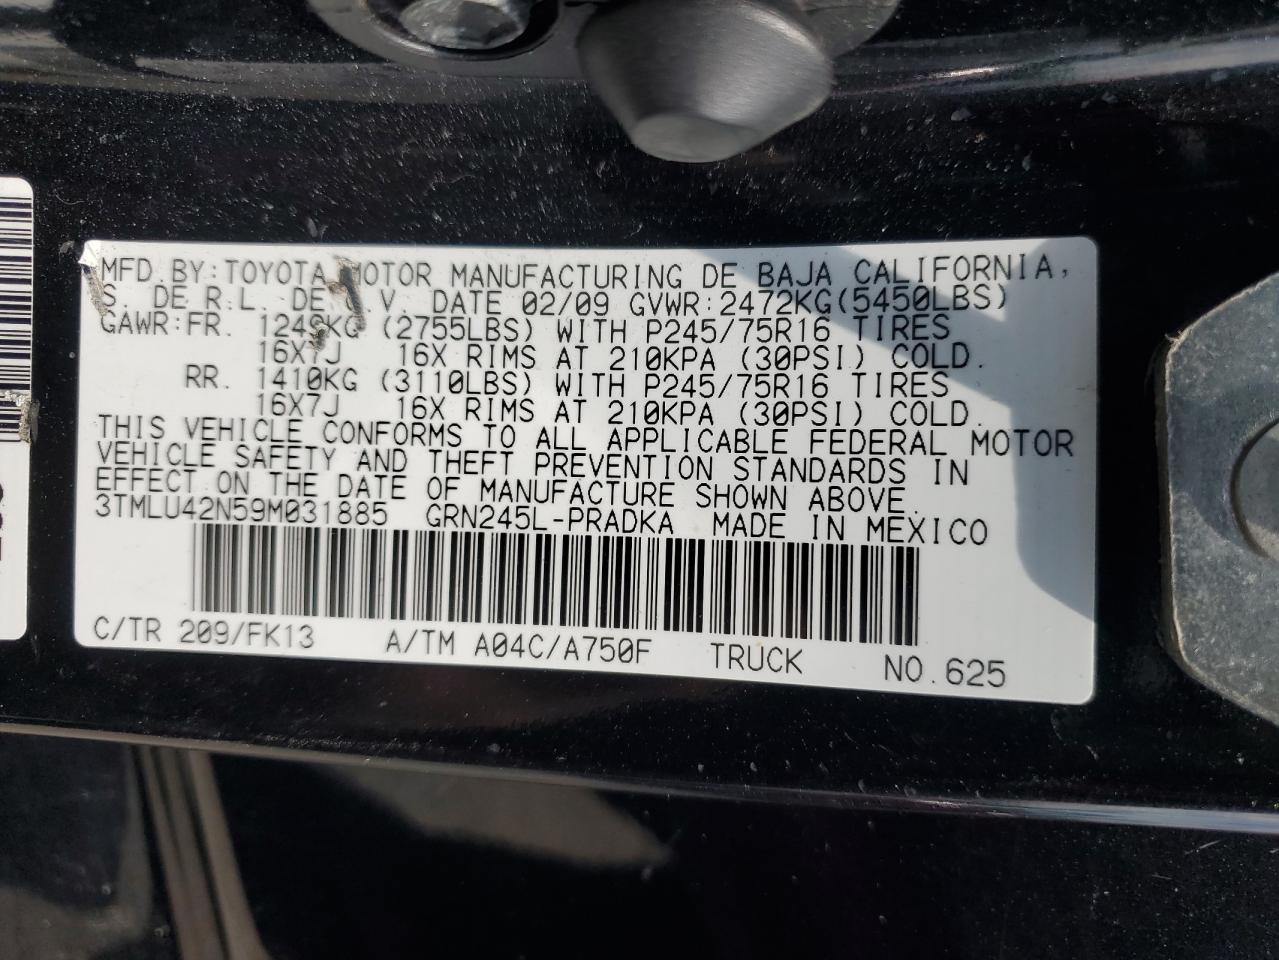 MFD. BY: TOYOTA MOTOR MANUFACTURING DE BAJA CALIFORNIA,
S. DE R.L. DE C.V. DATE 02/09 GVWR: 2472KG(5450LBS)
GAWR: FR. 1249KG (2755LBS) WITH P245/75R16 TIRES
16X7J 16X RIMS AT 210KPA (30PSI) COLD.
RR. 1410KG (3110LBS) WITH P245/75R16 TIRES
16X7J 16X RIMS AT 210KPA (30PSI) COLD.
THIS VEHICLE CONFORMS TO ALL APPLICABLE FEDERAL MOTOR
VEHICLE SAFETY AND THEFT PREVENTION STANDARDS IN
EFFECT ON THE DATE OF MANUFACTURE SHOWN ABOVE.
3TMLU42N59M031885 GRN245L-PRADKA MADE IN MEXICO
C/TR 209/FK13 A/TM A04C/A750F TRUCK NO. 625